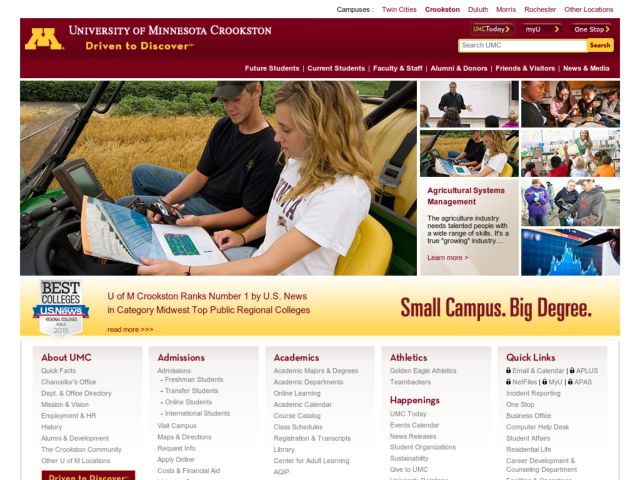 Campuses : Twin Cities Crookston Duluth Morris Rochester Other Locations
M UNIVERSITY OF MINNESOTA CROOKSTON
Driven to Discover℠
UMCToday myU One Stop
Search UMC Search
Future Students | Current Students | Faculty & Staff | Alumni & Donors | Friends & Visitors | News & Media
Agricultural Systems
Management
The agriculture industry
needs talented people with
a wide range of skills. It's a
true "growing" industry…
Learn more >
BEST
COLLEGES
U.S.News
REGIONAL COLLEGES
PUBLIC
2015
U of M Crookston Ranks Number 1 by U.S. News
in Category Midwest Top Public Regional Colleges
read more >>>
Small Campus. Big Degree.
About UMC
Quick Facts
Chancellor's Office
Dept. & Office Directory
Mission & Vision
Employment & HR
History
Alumni & Development
The Crookston Community
Other U of M Locations
Driven to Discover
Admissions
Admissions
- Freshman Students
- Transfer Students
- Online Students
- International Students
Visit Campus
Maps & Directions
Request Info
Apply Online
Costs & Financial Aid
Academics
Academic Majors & Degrees
Academic Departments
Online Learning
Academic Calendar
Course Catalog
Class Schedules
Registration & Transcripts
Library
Center for Adult Learning
AQIP
Athletics
Golden Eagle Athletics
Teambackers
Happenings
UMC Today
Events Calendar
News Releases
Student Organizations
Sustainability
Give to UMC
Quick Links
Email & Calendar | APLUS
NetFiles | MyU | APAS
Incident Reporting
One Stop
Business Office
Computer Help Desk
Student Affairs
Residential Life
Career Development &
Counseling Department